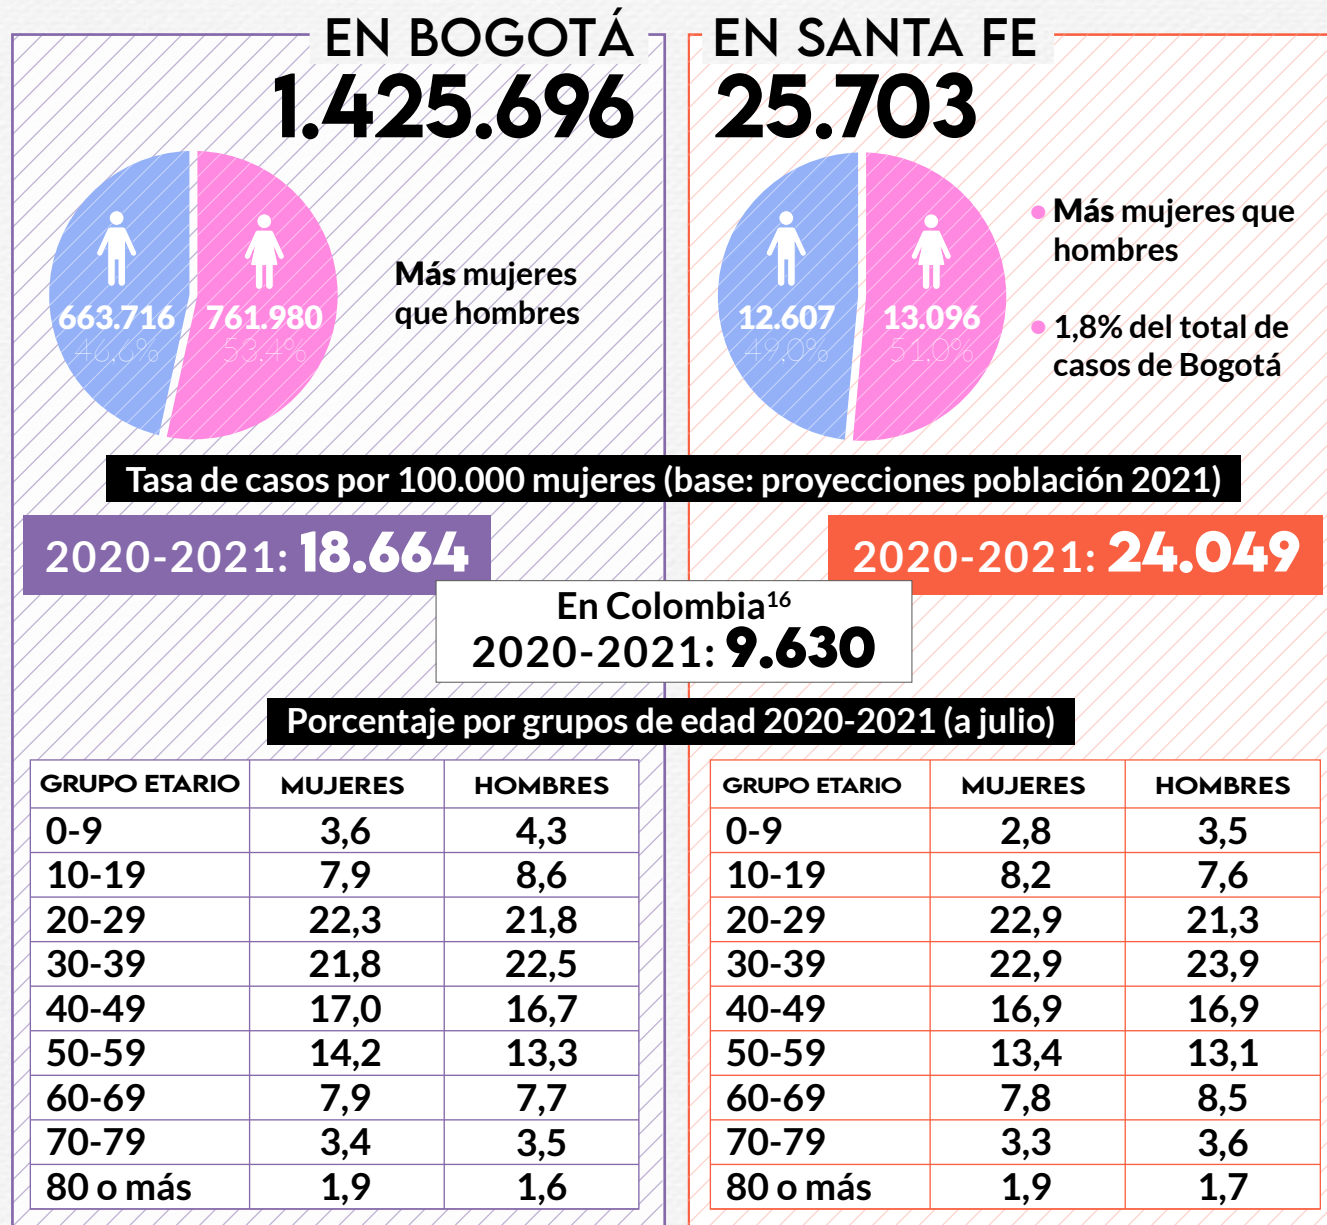 EN BOGOTÁ
1.425.696
663.716
46,6%
761.980
53,4%
Más mujeres
que hombres
EN SANTA FE
25.703
12.607
49,0%
13.096
51,0%
Más mujeres que
hombres
1,8% del total de
casos de Bogotá
Tasa de casos por 100.000 mujeres (base: proyecciones población 2021)
2020-2021: 18.664
2020-2021: 24.049
En Colombia16
2020-2021: 9.630
Porcentaje por grupos de edad 2020-2021 (a julio)
GRUPO ETARIO MUJERES HOMBRES
0-9 3,6 4,3
10-19 7,9 8,6
20-29 22,3 21,8
30-39 21,8 22,5
40-49 17,0 16,7
50-59 14,2 13,3
60-69 7,9 7,7
70-79 3,4 3,5
80 o más 1,9 1,6
GRUPO ETARIO MUJERES HOMBRES
0-9 2,8 3,5
10-19 8,2 7,6
20-29 22,9 21,3
30-39 22,9 23,9
40-49 16,9 16,9
50-59 13,4 13,1
60-69 7,8 8,5
70-79 3,3 3,6
80 o más 1,9 1,7